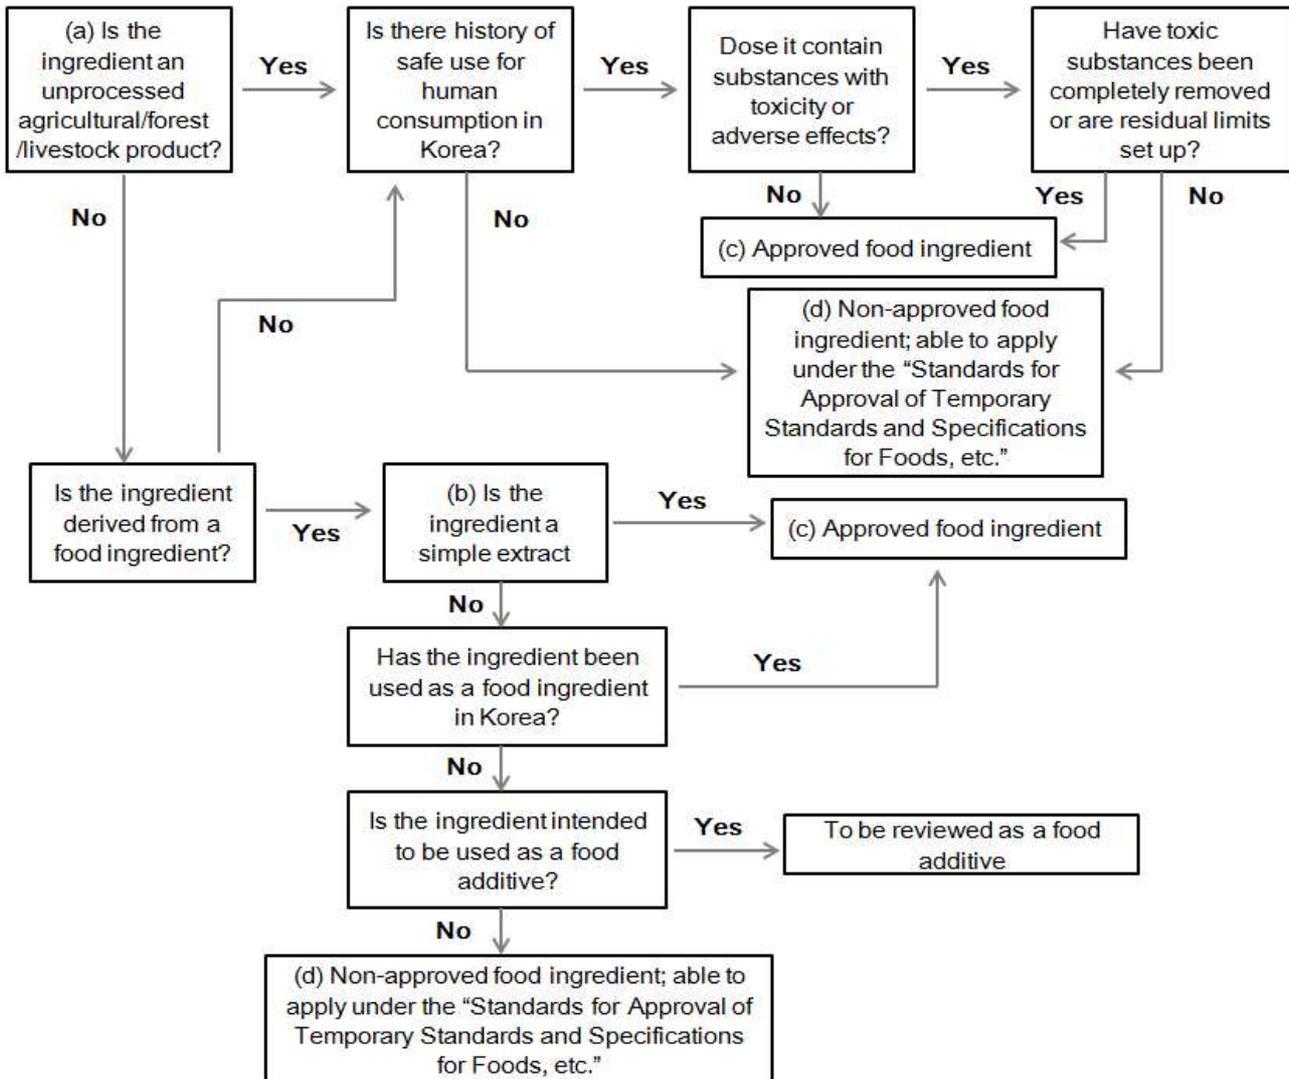 (a) Is the
ingredient an
unprocessed
agricultural/forest
/livestock product?
Yes
Is there history of
safe use for
human
consumption in
Korea?
Yes
Dose it contain
substances with
toxicity or
adverse effects?
Yes
Have toxic
substances been
completely removed
or are residual limits
set up?
No
No
No
Yes
No
(c) Approved food ingredient
No
(d) Non-approved food
ingredient; able to apply
under the “Standards for
Approval of Temporary
Standards and Specifications
for Foods, etc.”
Is the ingredient
derived from a
food ingredient?
Yes
(b) Is the
ingredient a
simple extract
Yes
(c) Approved food ingredient
No
Has the ingredient been
used as a food ingredient
in Korea?
Yes
No
Is the ingredient intended
to be used as a food
additive?
Yes
To be reviewed as a food
additive
No
(d) Non-approved food ingredient; able to
apply under the “Standards for Approval of
Temporary Standards and Specifications
for Foods, etc.”